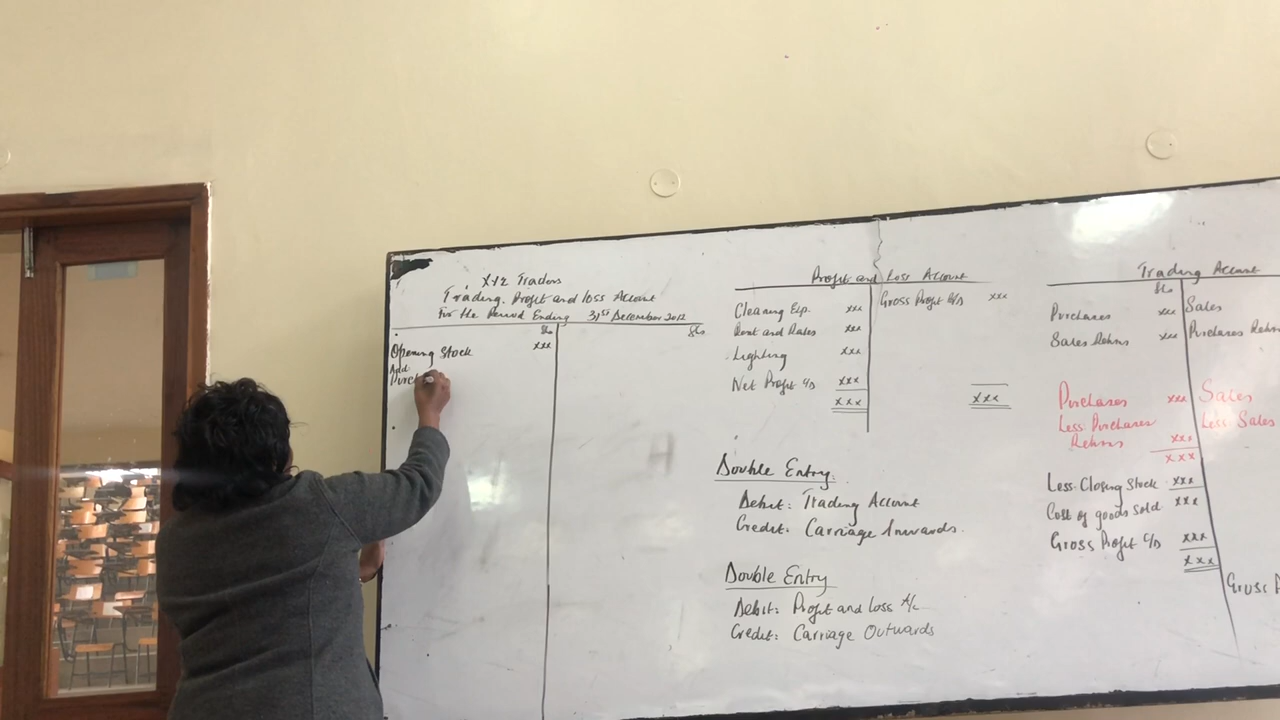 XYZ Traders
Trading, Profit and loss Account
For the Period Ending 31st December 2012
Shs
Shs
Opening Stock xxx
Add
Purc
Profit and Loss Account
Cleaning Exp. xxx
Rent and Rates xxx
Lighting xxx
Net Profit c/d xxx
xxx
Gross Profit b/d xxx
xxx
Double Entry:
Debit: Trading Account
Credit: Carriage Inwards.
Double Entry
Debit: Profit and Loss A/c
Credit: Carriage Outwards
Trading Account
Shs
Purchases xxx
Sales Returns xxx
Sales
Purchases Return
Purchases xxx
Less: Purchases
Returns xxx
xxx
Sales
Less: Sales
Less: Closing Stock xxx
Cost of goods sold xxx
Gross Profit c/d xxx
xxx
Gross